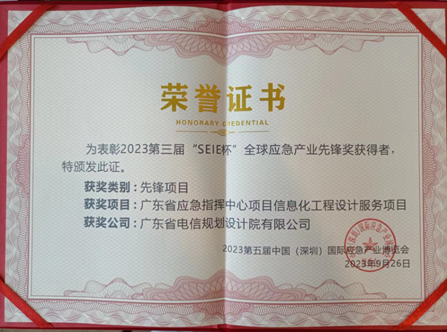 荣誉证书
HONORARY CREDENTIAL
为表彰2023第三届“SEIE杯”全球应急产业先锋奖获得者，
特颁发此证。
获奖类别：先锋项目
获奖项目：广东省应急指挥中心项目信息化工程设计服务项目
获奖公司：广东省电信规划设计院有限公司
2023第五届中国（深圳）国际应急产业博览会
2023年9月26日